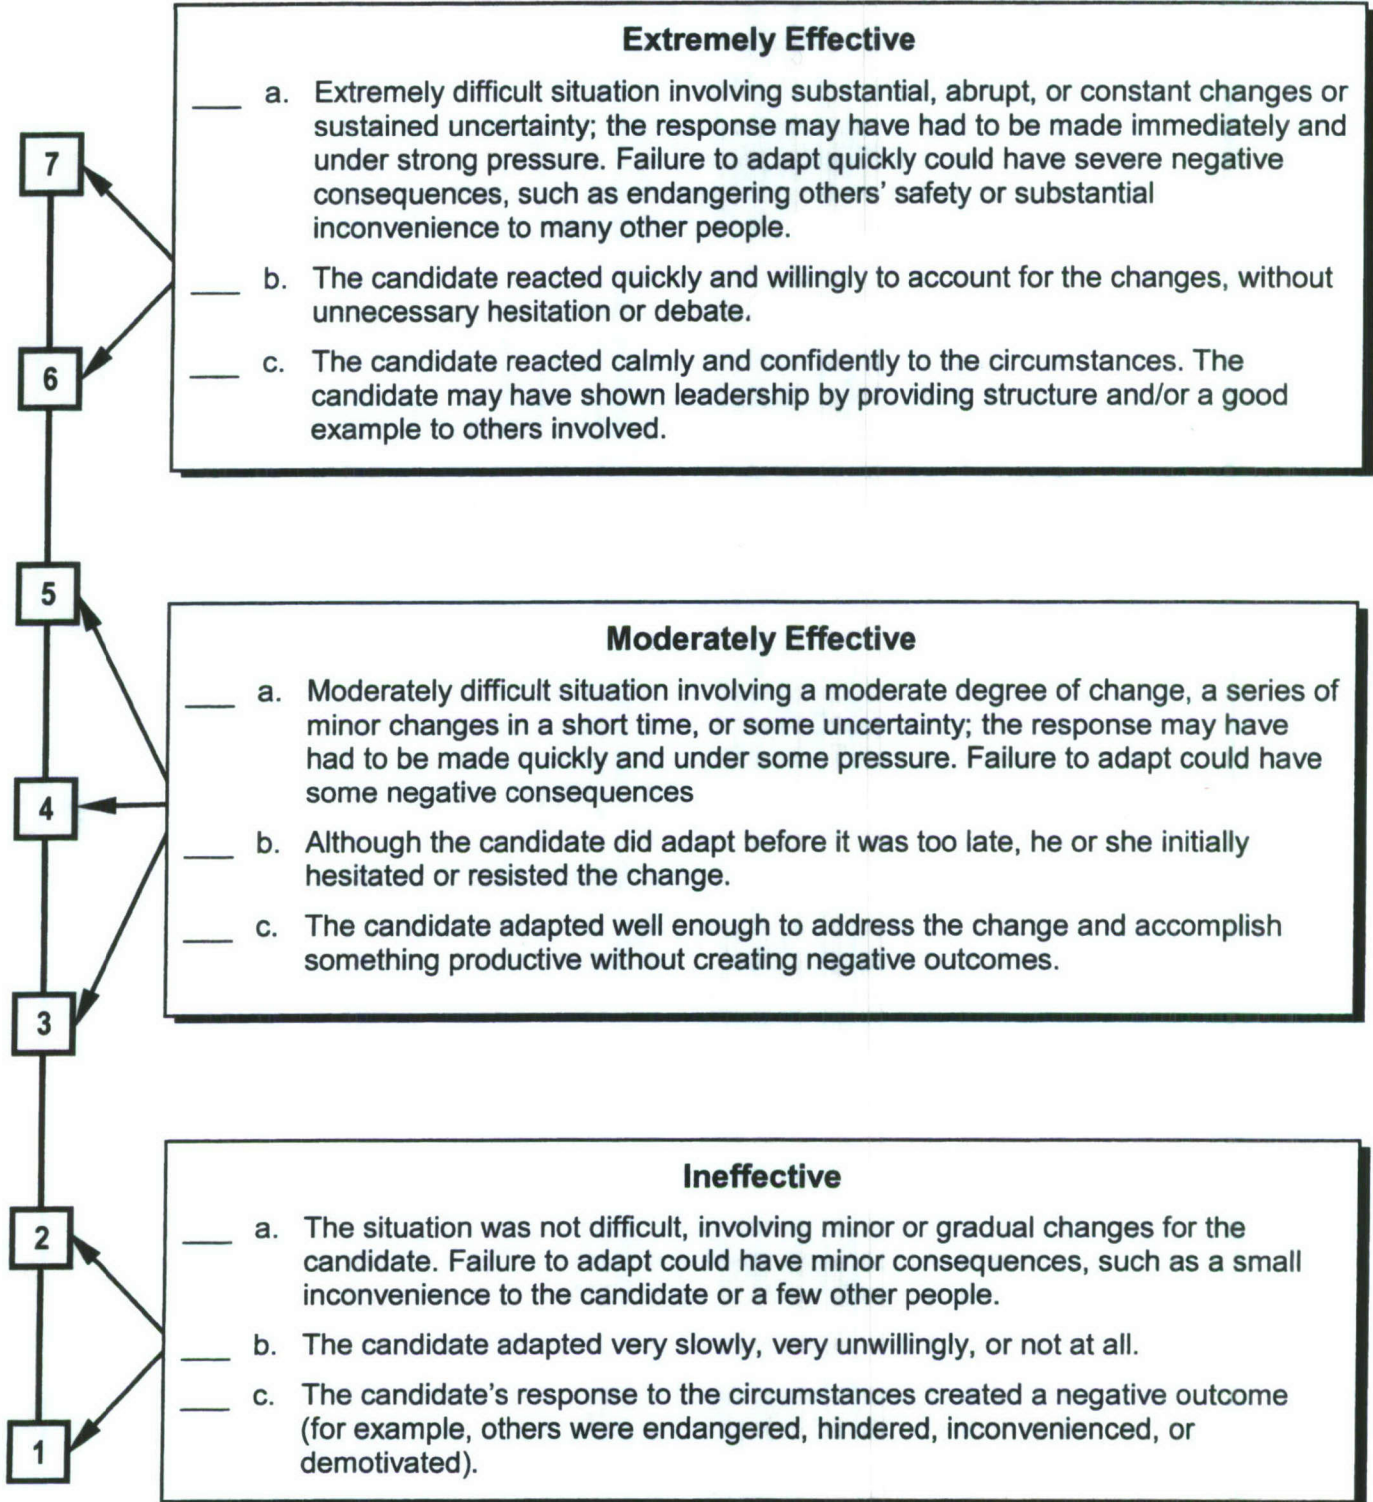 Extremely Effective
___ a. Extremely difficult situation involving substantial, abrupt, or constant changes or
sustained uncertainty; the response may have had to be made immediately and
under strong pressure. Failure to adapt quickly could have severe negative
consequences, such as endangering others' safety or substantial
inconvenience to many other people.
___ b. The candidate reacted quickly and willingly to account for the changes, without
unnecessary hesitation or debate.
___ c. The candidate reacted calmly and confidently to the circumstances. The
candidate may have shown leadership by providing structure and/or a good
example to others involved.
7
6
5
Moderately Effective
___ a. Moderately difficult situation involving a moderate degree of change, a series of
minor changes in a short time, or some uncertainty; the response may have
had to be made quickly and under some pressure. Failure to adapt could have
some negative consequences
___ b. Although the candidate did adapt before it was too late, he or she initially
hesitated or resisted the change.
___ c. The candidate adapted well enough to address the change and accomplish
something productive without creating negative outcomes.
4
3
Ineffective
___ a. The situation was not difficult, involving minor or gradual changes for the
candidate. Failure to adapt could have minor consequences, such as a small
inconvenience to the candidate or a few other people.
___ b. The candidate adapted very slowly, very unwillingly, or not at all.
___ c. The candidate's response to the circumstances created a negative outcome
(for example, others were endangered, hindered, inconvenienced, or
demotivated).
2
1